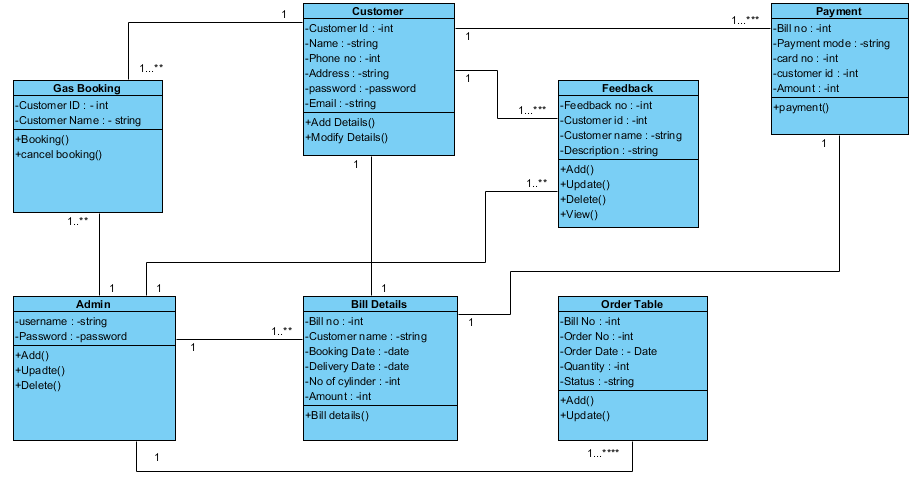 Customer
-Customer Id : -int
-Name : -string
-Phone no : -int
-Address : -string
-password : -password
-Email : -string
+Add Details()
+Modify Details()
Payment
-Bill no : -int
-Payment mode : -string
-card no : -int
-customer id : -int
-Amount : -int
+payment()
1
1...**
1
1...***
1
1...***
Gas Booking
-Customer ID : - int
-Customer Name : - string
+Booking()
+cancel booking()
Feedback
-Feedback no : -int
-Customer id : -int
-Customer name : -string
-Description : -string
+Add()
+Update()
+Delete()
+View()
1
1
1..**
1..**
1
1
1
1
Admin
-username : -string
-Password : -password
+Add()
+Upadte()
+Delete()
1
1..**
Bill Details
-Bill no : -int
-Customer name : -string
-Booking Date : -date
-Delivery Date : -date
-No of cylinder : -int
-Amount : -int
+Bill details()
Order Table
-Bill No : -int
-Order No : -int
-Order Date : - Date
-Quantity : -int
-Status : -string
+Add()
+Update()
1
1...****